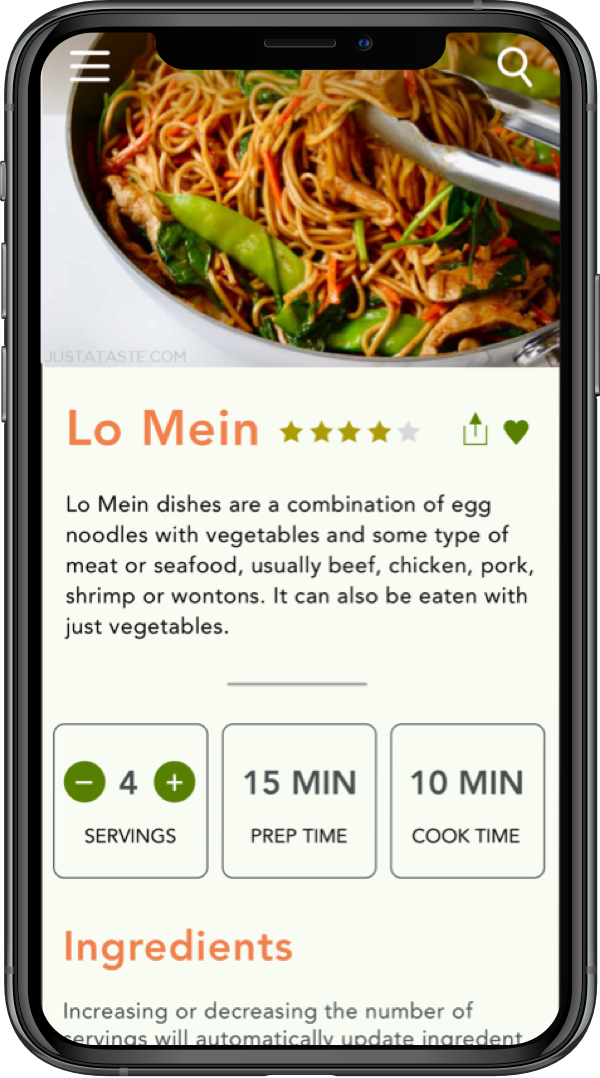 JUSTATASTE.COM
Lo Mein
Lo Mein dishes are a combination of egg
noodles with vegetables and some type of
meat or seafood, usually beef, chicken, pork,
shrimp or wontons. It can also be eaten with
just vegetables.
4
SERVINGS
15 MIN
PREP TIME
10 MIN
COOK TIME
Ingredients
Increasing or decreasing the number of
servings will automatically update ingredent